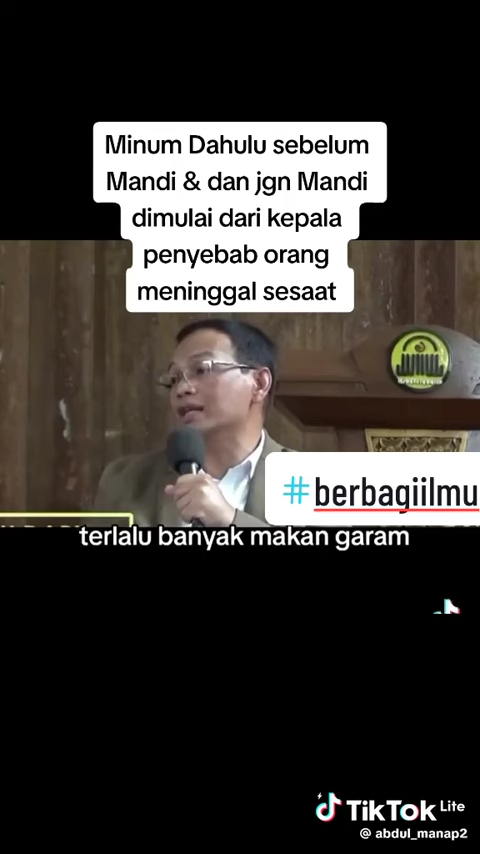 Minum Dahulu sebelum
Mandi & dan jgn Mandi
dimulai dari kepala
penyebab orang
meninggal sesaat
#berbagiilmu
terlalu banyak makan garam
TikTok Lite
@ abdul_manap2